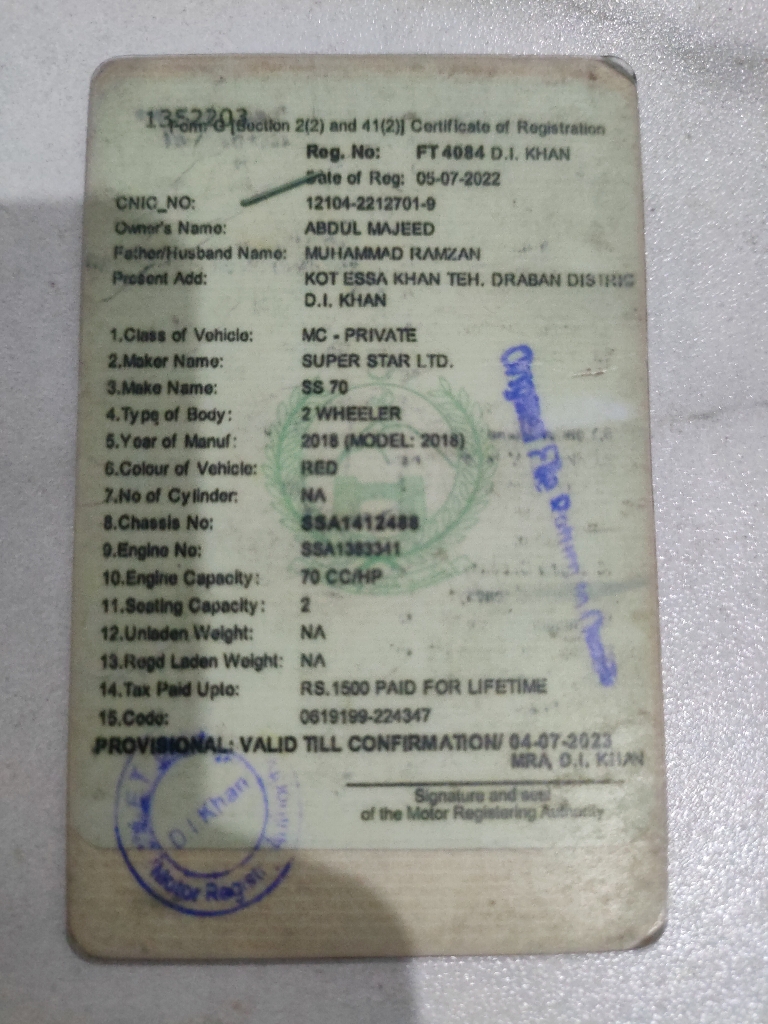 1352203
Form G [Section 2(2) and 41(2)] Certificate of Registration
Reg. No: FT 4084 D.I. KHAN
Date of Reg: 05-07-2022
CNIC_NO: 12104-2212701-9
Owner's Name: ABDUL MAJEED
Father/Husband Name: MUHAMMAD RAMZAN
Present Add: KOT ESSA KHAN TEH. DRABAN DISTRIC
D.I. KHAN
1.Class of Vehicle: MC - PRIVATE
2.Maker Name: SUPER STAR LTD.
3.Make Name: SS 70
4.Type of Body: 2 WHEELER
5.Year of Manuf: 2018 (MODEL: 2018)
6.Colour of Vehicle: RED
7.No of Cylinder: NA
8.Chassis No: SSA1412488
9.Engine No: SSA1383341
10.Engine Capacity: 70 CC/HP
11.Seating Capacity: 2
12.Unladen Weight: NA
13.Regd Laden Weight: NA
14.Tax Paid Upto: RS.1500 PAID FOR LIFETIME
15.Code: 0619199-224347
PROVISIONAL: VALID TILL CONFIRMATION/ 04-07-2023
MRA, D.I. KHAN
Signature and seal
of the Motor Registering Authority
D.I Khan
Motor Regist
Original File